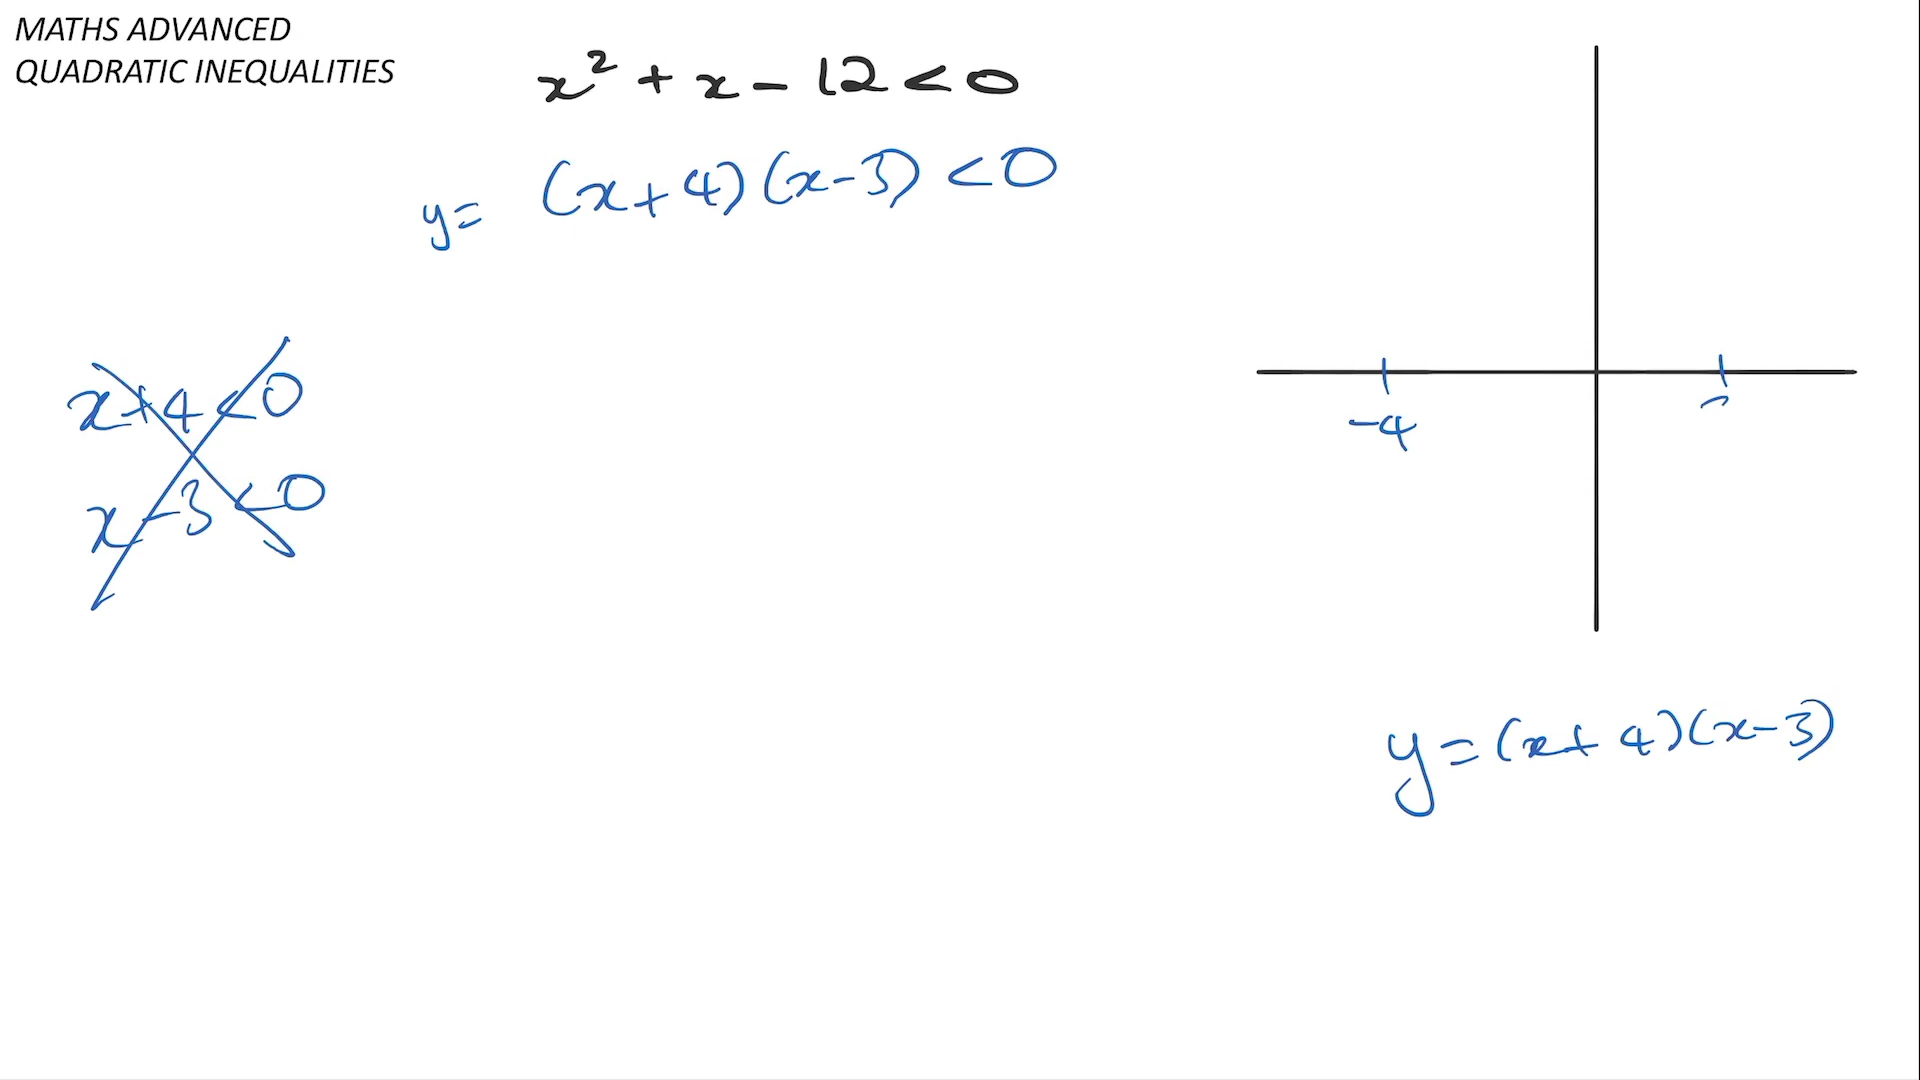 MATHS ADVANCED
QUADRATIC INEQUALITIES
x² + x - 12 < 0
y = (x+4)(x-3) < 0
x+4 < 0
x-3 < 0
-4
y = (x+4)(x-3)